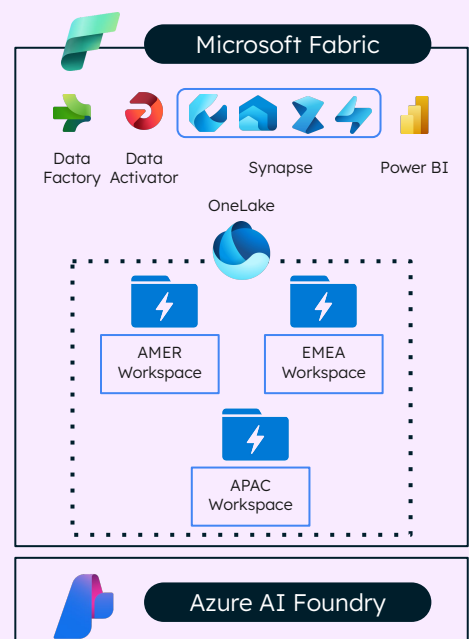 Microsoft Fabric
Data Factory
Data Activator
Synapse
Power BI
OneLake
AMER
Workspace
EMEA
Workspace
APAC
Workspace
Azure AI Foundry